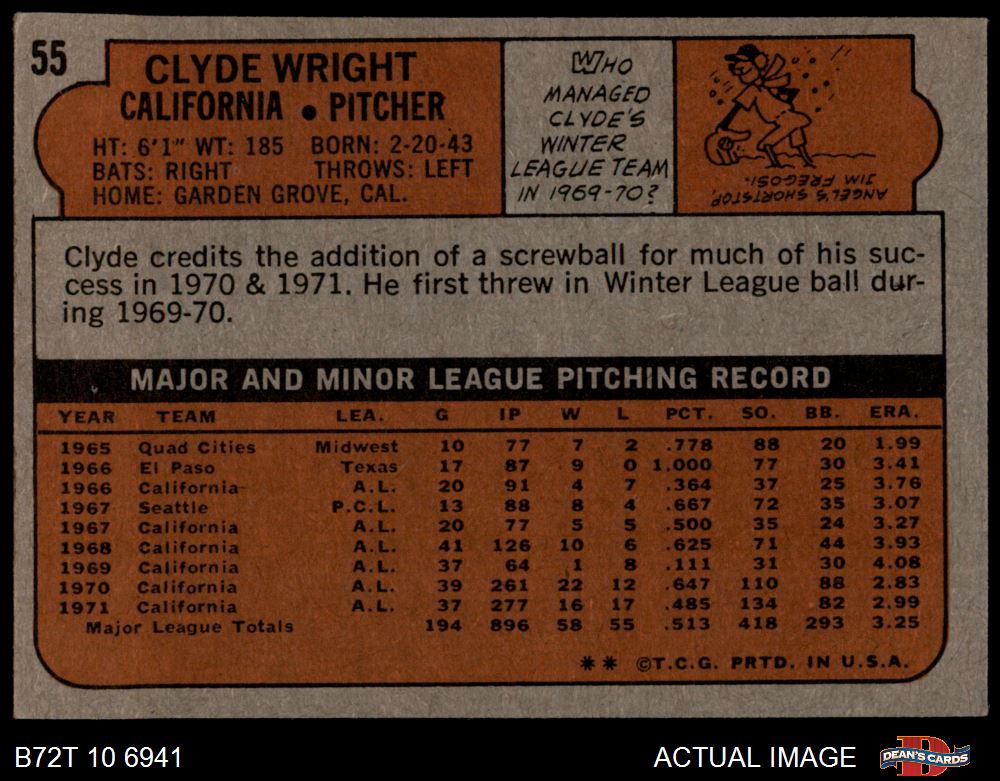 55
CLYDE WRIGHT
CALIFORNIA • PITCHER
HT: 6'1" WT: 185 BORN: 2-20-43
BATS: RIGHT THROWS: LEFT
HOME: GARDEN GROVE, CAL.
WHO
MANAGED
CLYDE'S
WINTER
LEAGUE TEAM
IN 1969-70?
ANGEL'S SHORTSTOP,
JIM FREGOSI.
Clyde credits the addition of a screwball for much of his suc-
cess in 1970 & 1971. He first threw in Winter League ball dur-
ing 1969-70.
MAJOR AND MINOR LEAGUE PITCHING RECORD
YEAR TEAM LEA. G IP W L PCT. SO. BB. ERA.
1965 Quad Cities Midwest 10 77 7 2 .778 88 20 1.99
1966 El Paso Texas 17 87 9 0 1.000 77 30 3.41
1966 California A.L. 20 91 4 7 .364 37 25 3.76
1967 Seattle P.C.L. 13 88 8 4 .667 72 35 3.07
1967 California A.L. 20 77 5 5 .500 35 24 3.27
1968 California A.L. 41 126 10 6 .625 71 44 3.93
1969 California A.L. 37 64 1 8 .111 31 30 4.08
1970 California A.L. 39 261 22 12 .647 110 88 2.83
1971 California A.L. 37 277 16 17 .485 134 82 2.99
Major League Totals 194 896 58 55 .513 418 293 3.25
** ©T.C.G. PRTD. IN U.S.A.
B72T 10 6941
ACTUAL IMAGE
DEAN'S CARDS